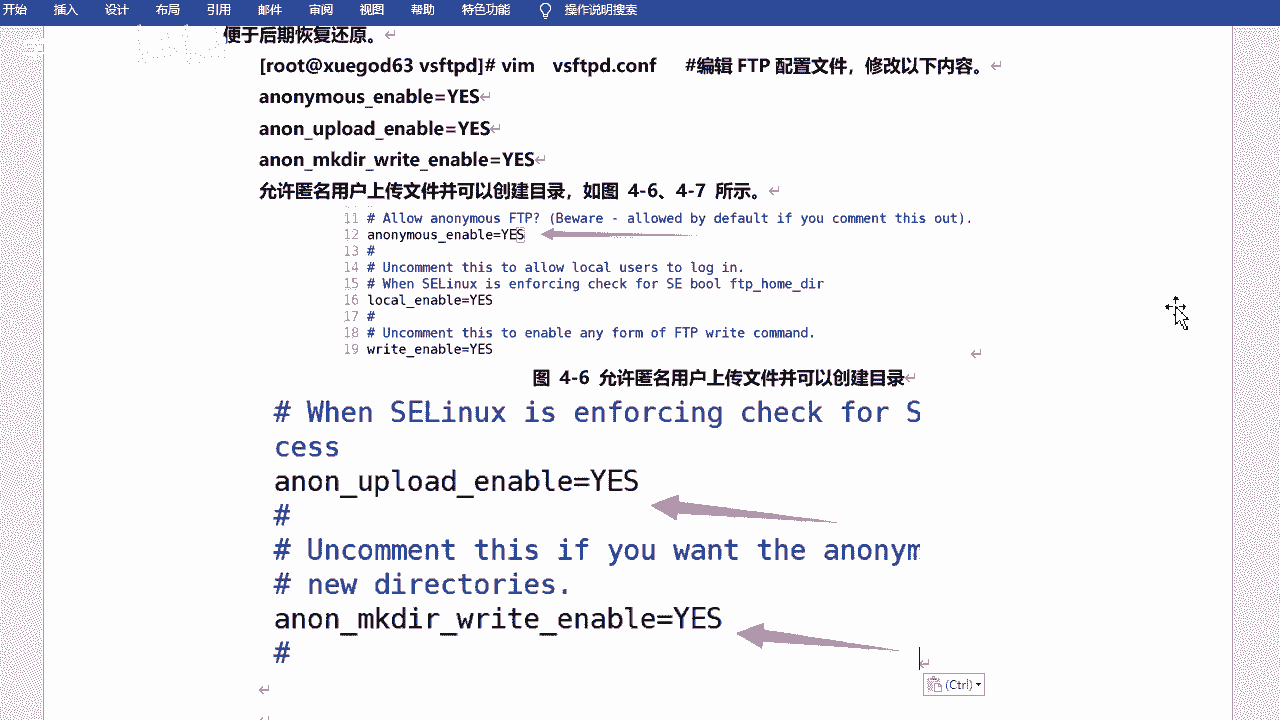 开始 插入 设计 布局 引用 邮件 审阅 视图 帮助 特色功能 操作说明搜索
便于后期恢复还原。
[root@xuegod63 vsftpd]# vim vsftpd.conf #编辑 FTP 配置文件，修改以下内容。
anonymous_enable=YES
anon_upload_enable=YES
anon_mkdir_write_enable=YES
允许匿名用户上传文件并可以创建目录，如图 4-6、4-7 所示。
11 # Allow anonymous FTP? (Beware - allowed by default if you comment this out).
12 anonymous_enable=YES
13 #
14 # Uncomment this to allow local users to log in.
15 # When SELinux is enforcing check for SE bool ftp_home_dir
16 local_enable=YES
17 #
18 # Uncomment this to enable any form of FTP write command.
19 write_enable=YES
图 4-6 允许匿名用户上传文件并可以创建目录
# When SELinux is enforcing check for S
cess
anon_upload_enable=YES
#
# Uncomment this if you want the anonym
# new directories.
anon_mkdir_write_enable=YES
#
(Ctrl)